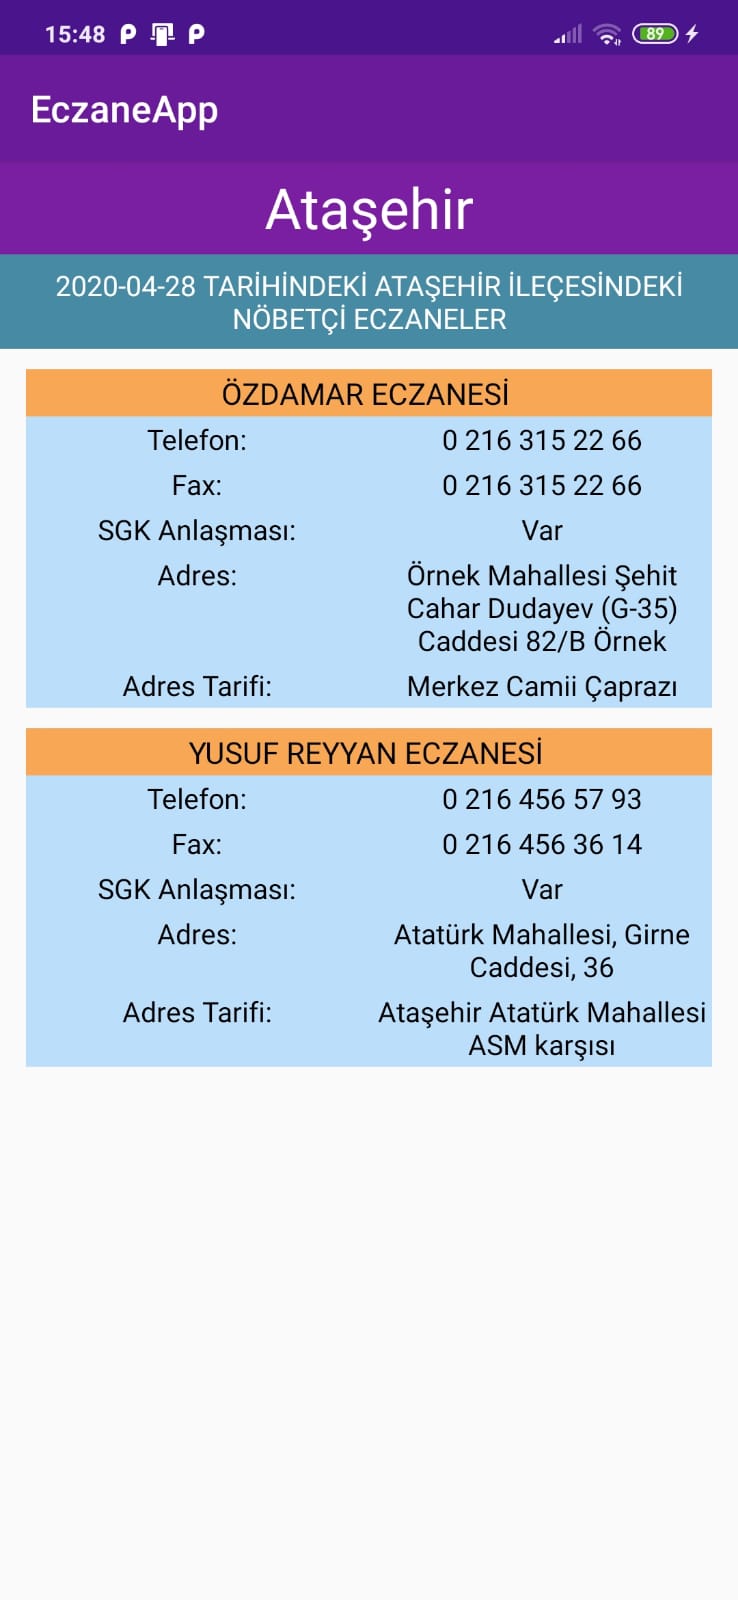 15:48
89
EczaneApp
Ataşehir
2020-04-28 TARİHİNDEKİ ATAŞEHİR İLEÇESİNDEKİ
NÖBETÇİ ECZANELER
ÖZDAMAR ECZANESİ
Telefon: 0 216 315 22 66
Fax: 0 216 315 22 66
SGK Anlaşması: Var
Adres: Örnek Mahallesi Şehit
Cahar Dudayev (G-35)
Caddesi 82/B Örnek
Adres Tarifi: Merkez Camii Çaprazı
YUSUF REYYAN ECZANESİ
Telefon: 0 216 456 57 93
Fax: 0 216 456 36 14
SGK Anlaşması: Var
Adres: Atatürk Mahallesi, Girne
Caddesi, 36
Adres Tarifi: Ataşehir Atatürk Mahallesi
ASM karşısı